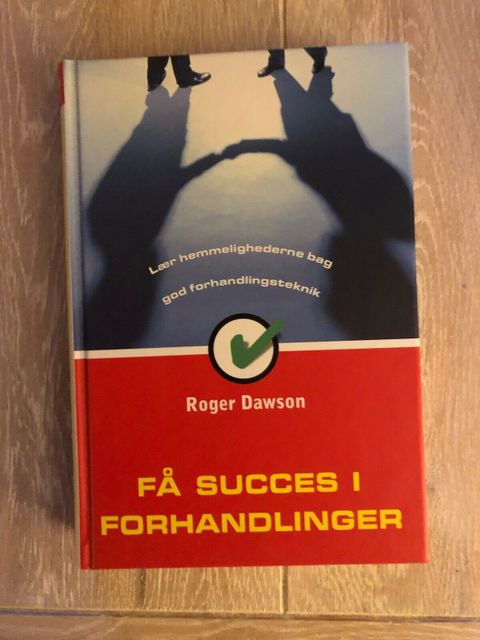 Lær hemmelighederne bag
god forhandlingsteknik
Roger Dawson
FÅ SUCCES I
FORHANDLINGER